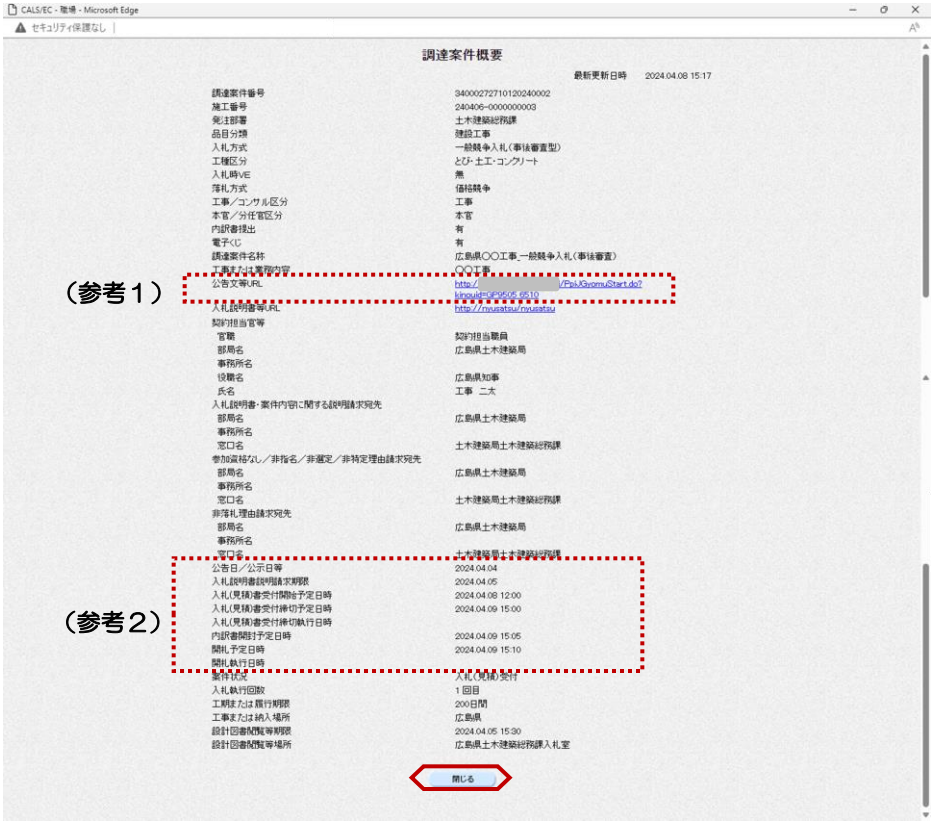 CALS/EC - 職場 - Microsoft Edge
セキュリティ保護なし
調達案件概要
最新更新日時 2024.04.08 15:17
調達案件番号 34000272710120240002
施工番号 240406-0000000003
発注部署 土木建築総務課
品目分類 建設工事
入札方式 一般競争入札(事後審査型)
工種区分 とび・土工・コンクリート
入札時VE 無
落札方式 価格競争
工事/コンサル区分 工事
本官/分任官区分 本官
内訳書提出 有
電子くじ 有
調達案件名称 広島県〇〇工事_一般競争入札(事後審査)
工事または業務内容 〇〇工事
(参考1)
公告文等URL http:/ /PpiJGyomuStart.do?
kinouid=GP9505_6510
入札説明書等URL http://nyusatsu/nyusatsu
契約担当官等
官職 契約担当職員
部局名 広島県土木建築局
事務所名
役職名 広島県知事
氏名 工事 二太
入札説明書・案件内容に関する説明請求宛先
部局名 広島県土木建築局
事務所名
窓口名 土木建築局土木建築総務課
参加資格なし/非指名/非選定/非特定理由請求宛先
部局名 広島県土木建築局
事務所名
窓口名 土木建築局土木建築総務課
非落札理由請求宛先
部局名 広島県土木建築局
事務所名
窓口名 土木建築局土木建築総務課
(参考2)
公告日/公示日等 2024.04.04
入札説明書説明請求期限 2024.04.05
入札(見積)書受付開始予定日時 2024.04.08 12:00
入札(見積)書受付締切予定日時 2024.04.09 15:00
入札(見積)書受付締切執行日時
内訳書開封予定日時 2024.04.09 15:05
開札予定日時 2024.04.09 15:10
開札執行日時
案件状況 入札(見積)受付
入札執行回数 1 回目
工期または履行期限 200日間
工事または納入場所 広島県
設計図書閲覧等期限 2024.04.05 15:30
設計図書閲覧等場所 広島県土木建築総務課入札室
閉じる